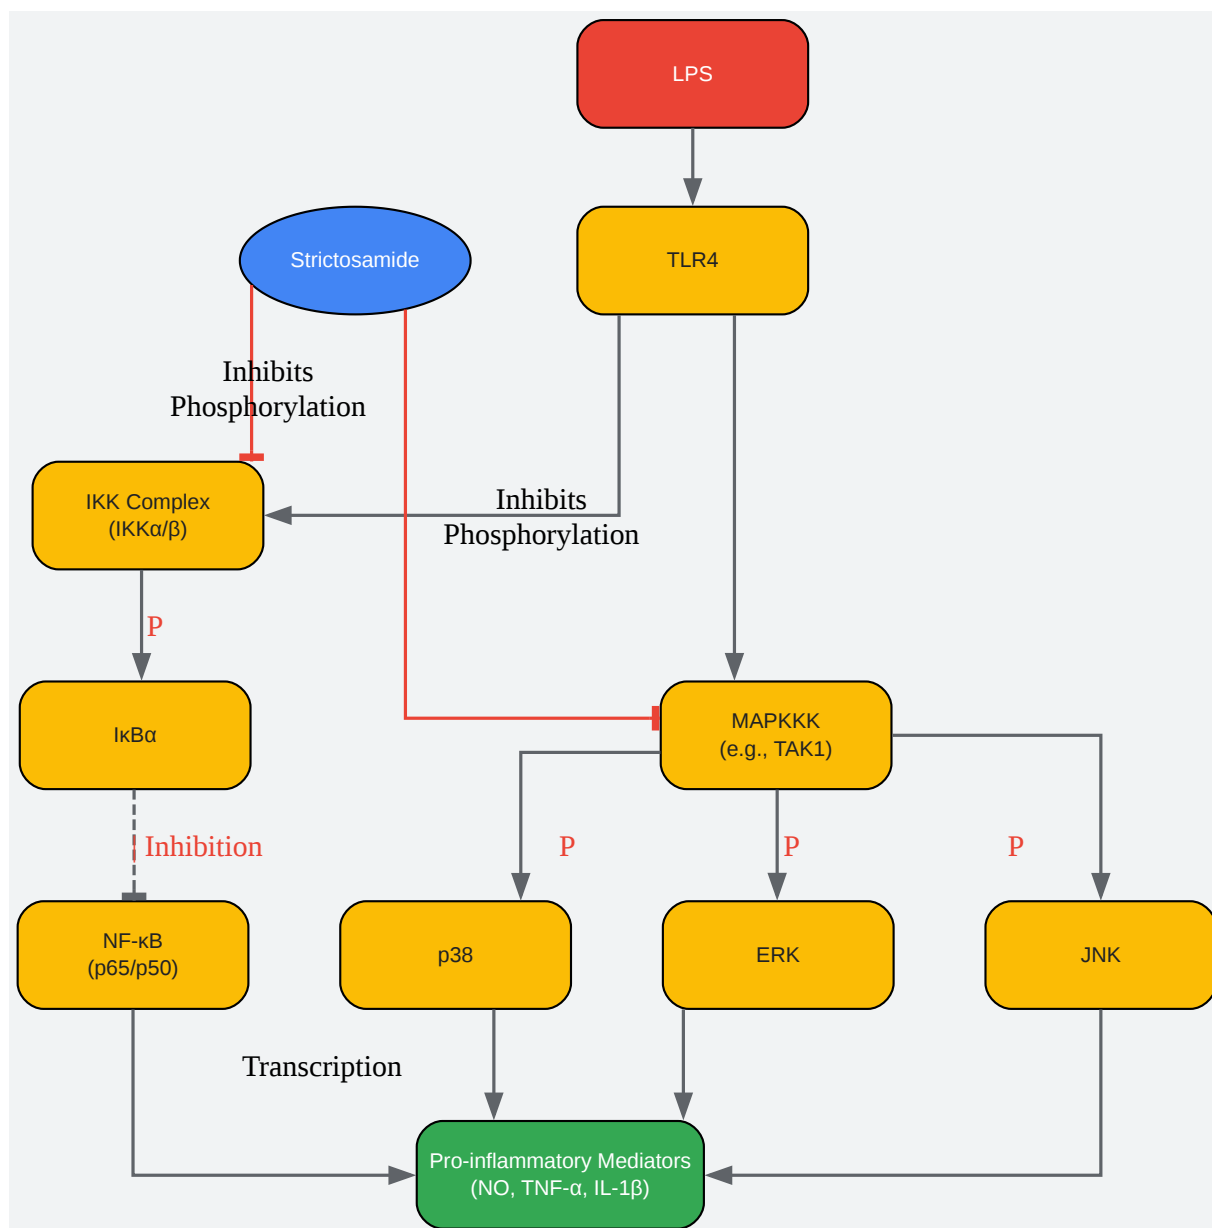 LPS
Strictosamide
TLR4
Inhibits
Phosphorylation
IKK Complex
(IKKα/β)
Inhibits
Phosphorylation
P
IκBα
MAPKKK
(e.g., TAK1)
Inhibition
P
P
P
NF-κB
(p65/p50)
p38
ERK
JNK
Transcription
Pro-inflammatory Mediators
(NO, TNF-α, IL-1β)